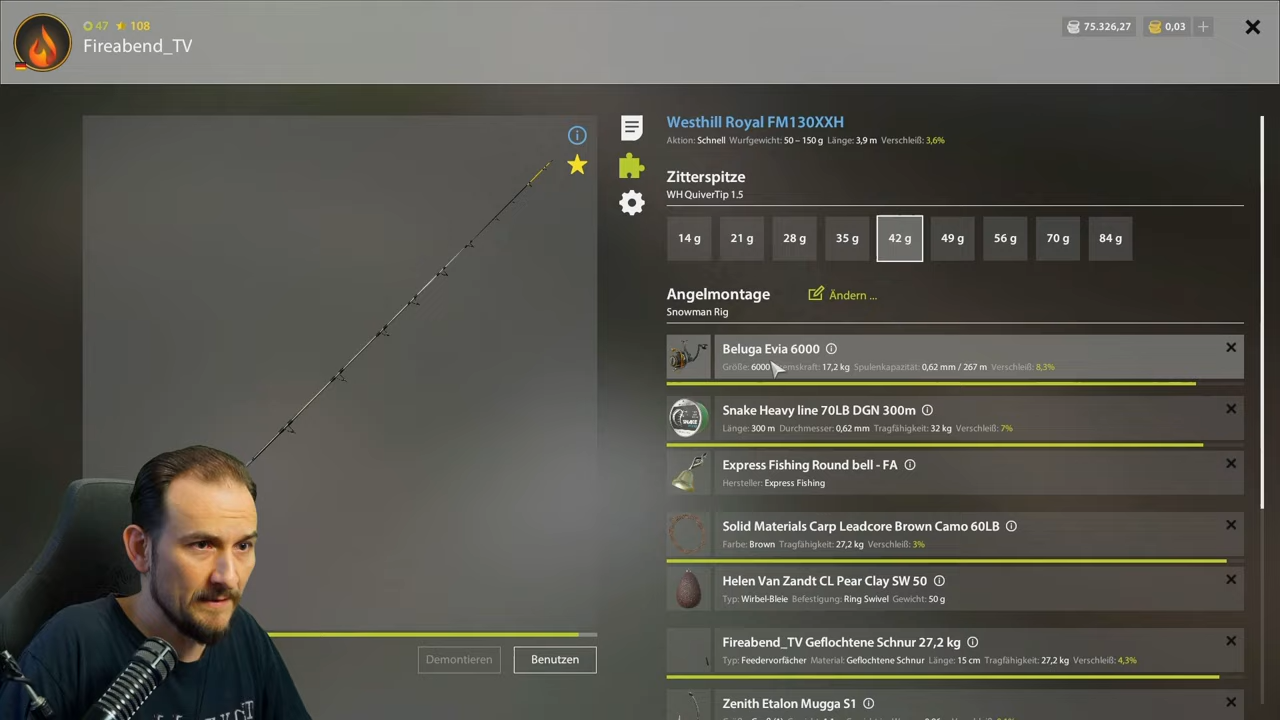 47 108
Fireabend_TV
75.326,27
0,03
Westhill Royal FM130XXH
Aktion: Schnell Wurfgewicht: 50 – 150 g Länge: 3,9 m Verschleiß: 3,6%
Zitterspitze
WH QuiverTip 1.5
14 g 21 g 28 g 35 g 42 g 49 g 56 g 70 g 84 g
Angelmontage Ändern ...
Snowman Rig
Beluga Evia 6000
Größe: 6000 17,2 kg Spulenkapazität: 0,62 mm / 267 m Verschleiß: 8,3%
Snake Heavy line 70LB DGN 300m
Länge: 300 m Durchmesser: 0,62 mm Tragfähigkeit: 32 kg Verschleiß: 7%
Express Fishing Round bell - FA
Hersteller: Express Fishing
Solid Materials Carp Leadcore Brown Camo 60LB
Farbe: Brown Tragfähigkeit: 27,2 kg Verschleiß: 3%
Helen Van Zandt CL Pear Clay SW 50
Typ: Wirbel-Bleie Befestigung: Ring Swivel Gewicht: 50 g
Fireabend_TV Geflochtene Schnur 27,2 kg
Typ: Feedervorfächer Material: Geflochtene Schnur Länge: 15 cm Tragfähigkeit: 27,2 kg Verschleiß: 4,3%
Zenith Etalon Mugga S1
Demontieren
Benutzen